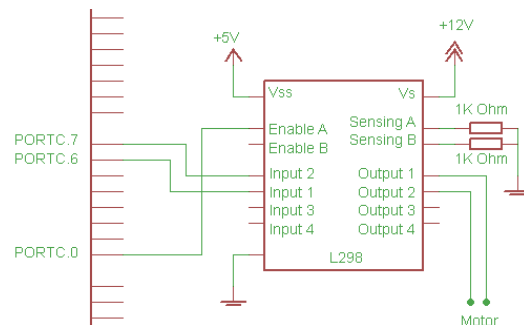 +5V
+12V
Vss
Vs
1K Ohm
Enable A
Sensing A
PORTC.7
Enable B
Sensing B
PORTC.6
1K Ohm
Input 2
Output 1
Input 1
Output 2
Input 3
Output 3
Input 4
Output 4
PORTC.0
L298
Motor